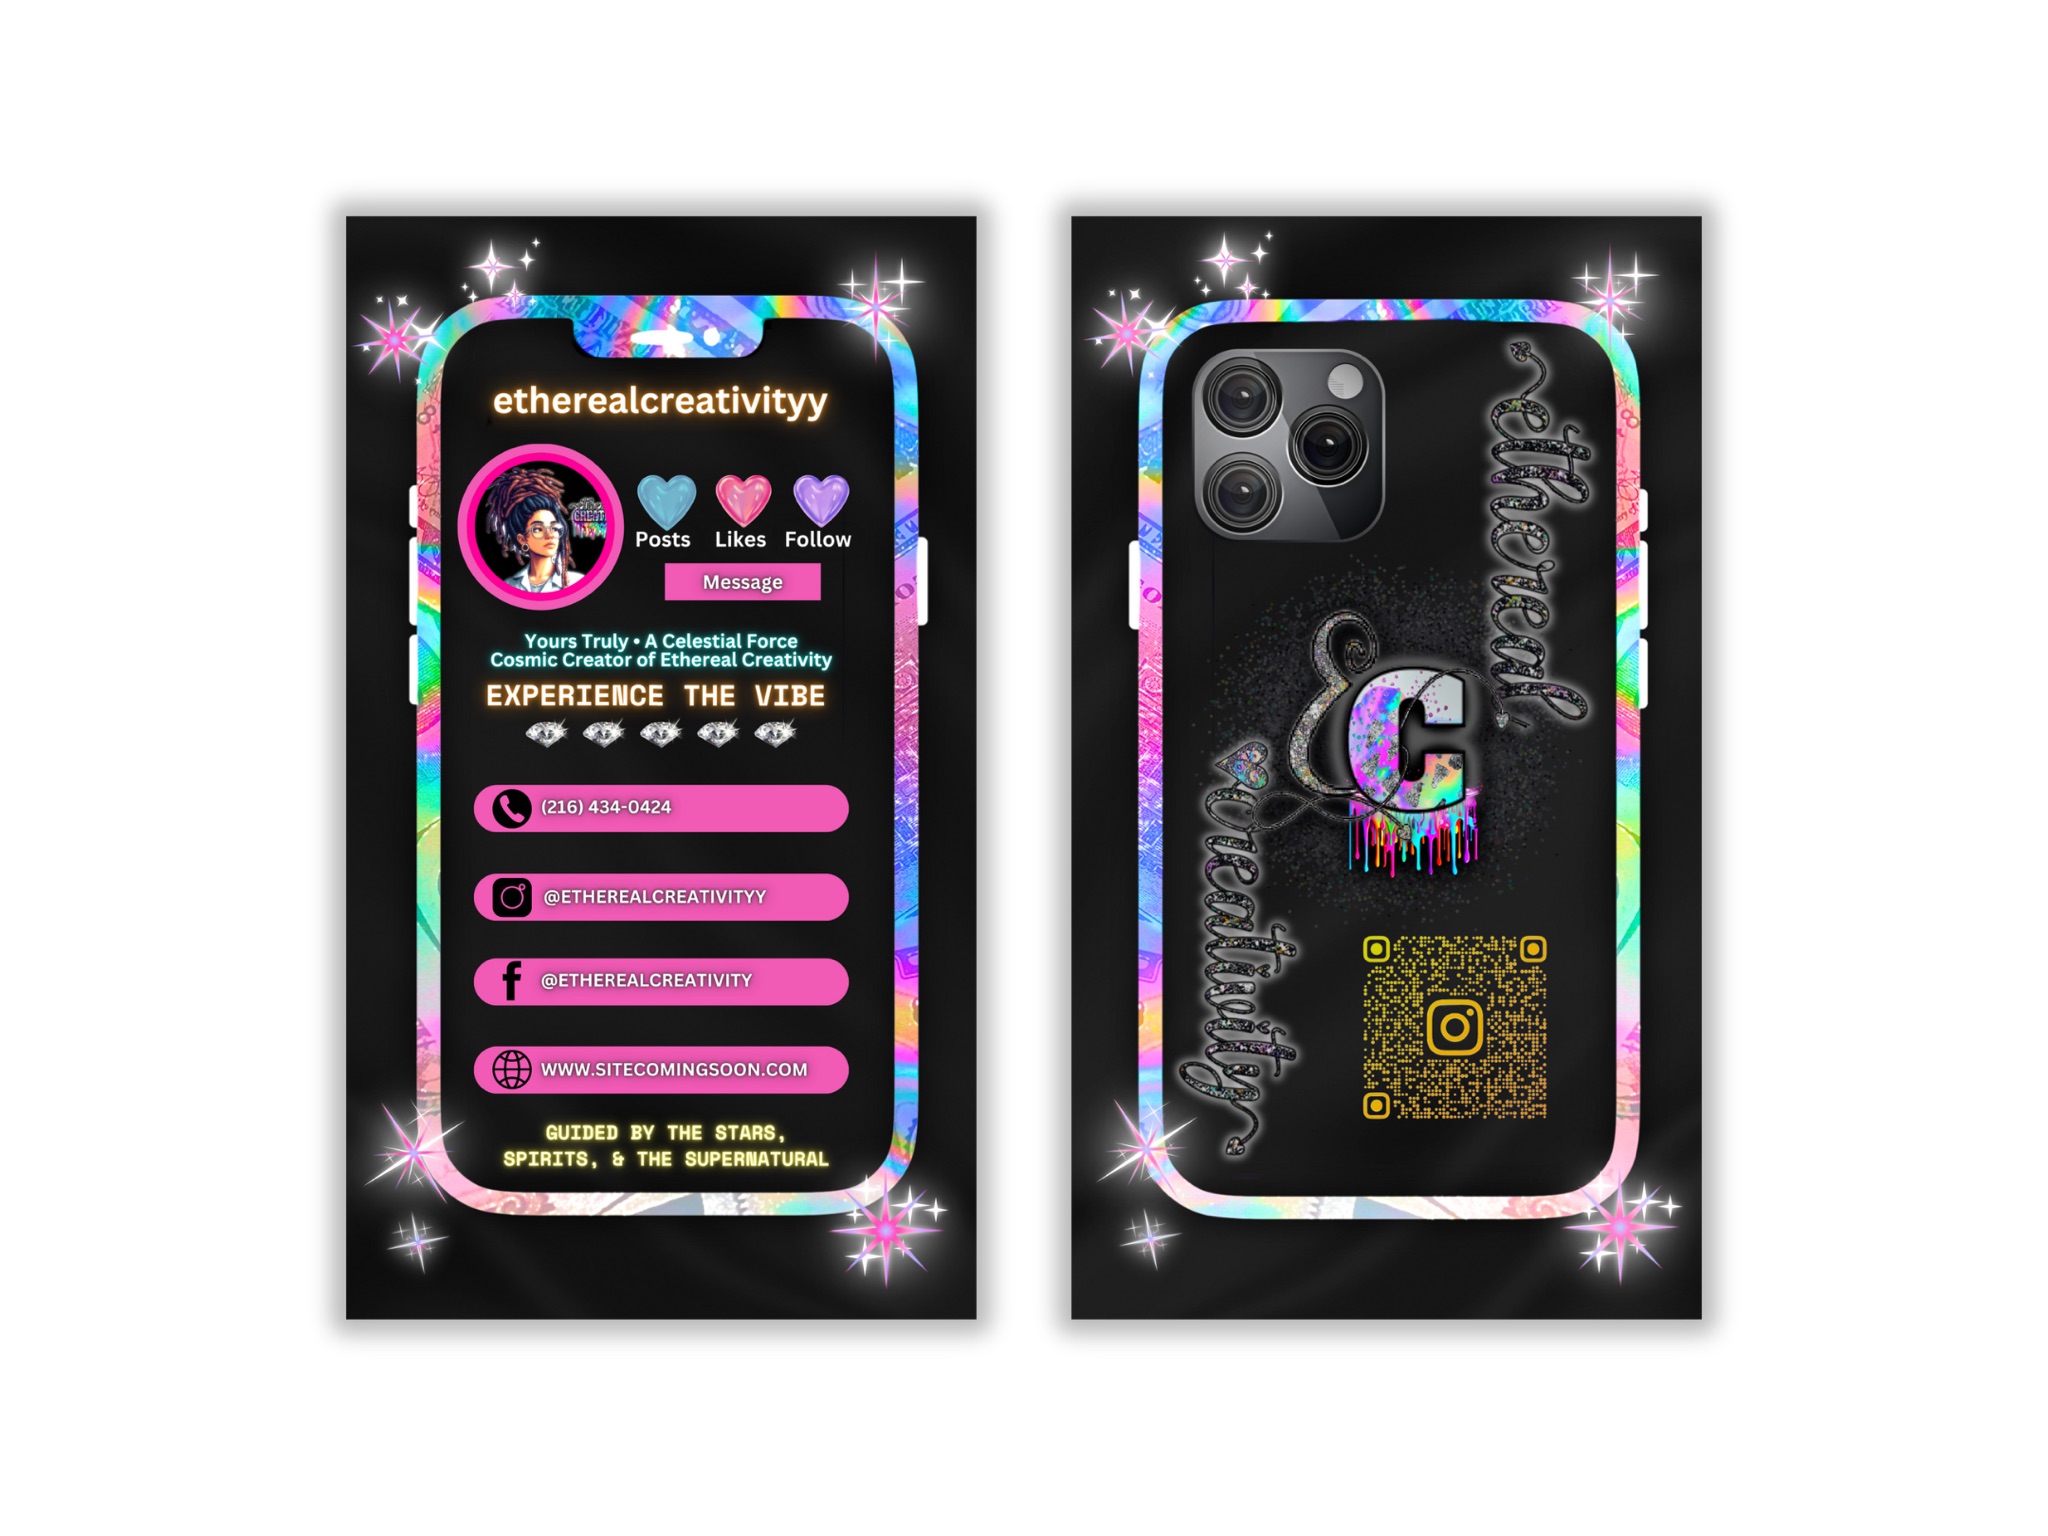 etherealcreativityy
CREAT
Posts Likes Follow
Message
Yours Truly • A Celestial Force
Cosmic Creator of Ethereal Creativity
EXPERIENCE THE VIBE
(216) 434-0424
@ETHEREALCREATIVITYY
@ETHEREALCREATIVITY
WWW.SITECOMINGSOON.COM
GUIDED BY THE STARS,
SPIRITS, & THE SUPERNATURAL
ethereal
C
creativity